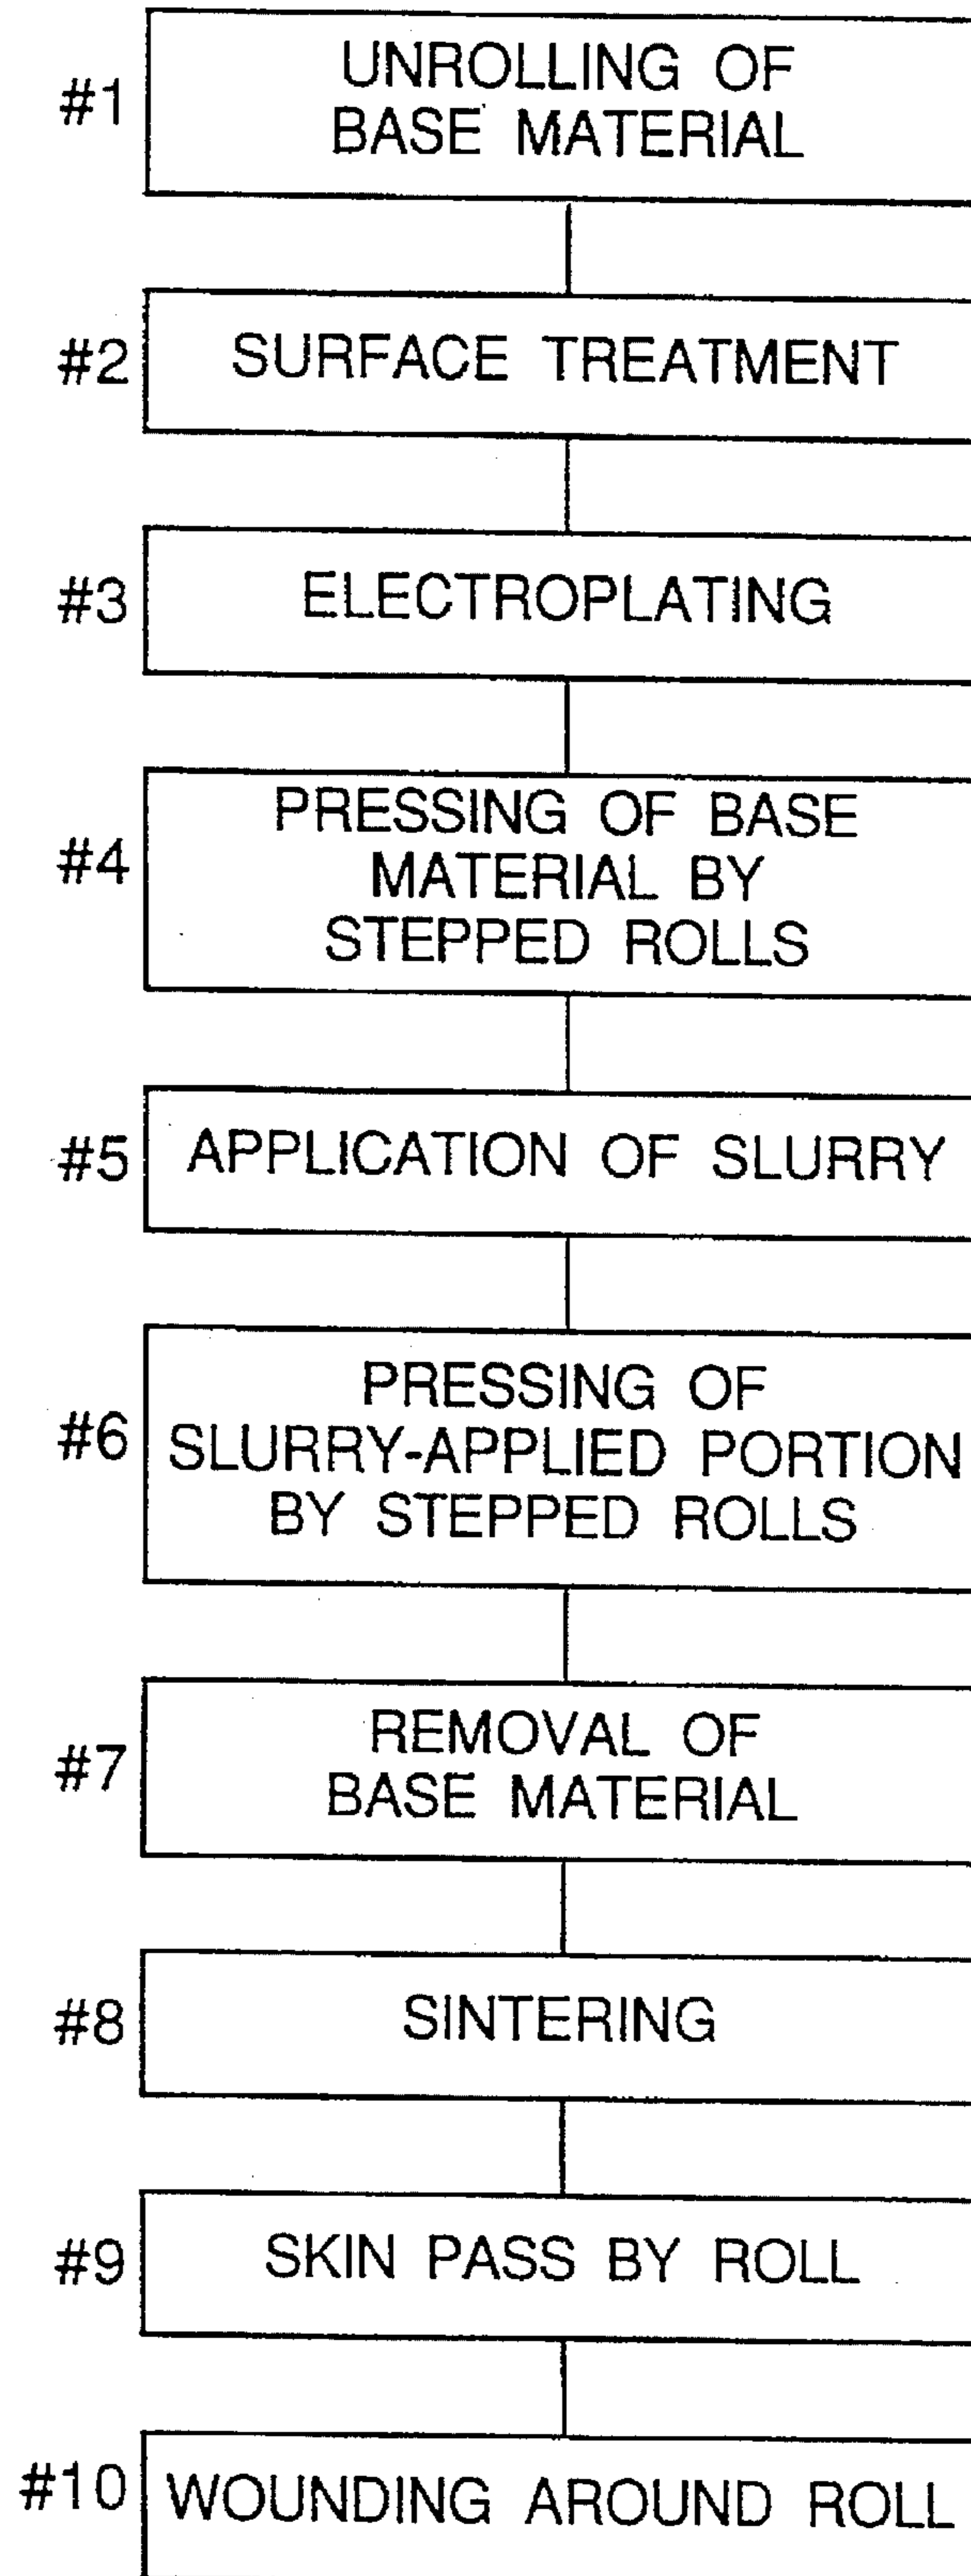 #1
UNROLLING OF
BASE MATERIAL
#2
SURFACE TREATMENT
#3
ELECTROPLATING
#4
PRESSING OF BASE
MATERIAL BY
STEPPED ROLLS
#5
APPLICATION OF SLURRY
#6
PRESSING OF
SLURRY-APPLIED PORTION
BY STEPPED ROLLS
#7
REMOVAL OF
BASE MATERIAL
#8
SINTERING
#9
SKIN PASS BY ROLL
#10
WOUNDING AROUND ROLL